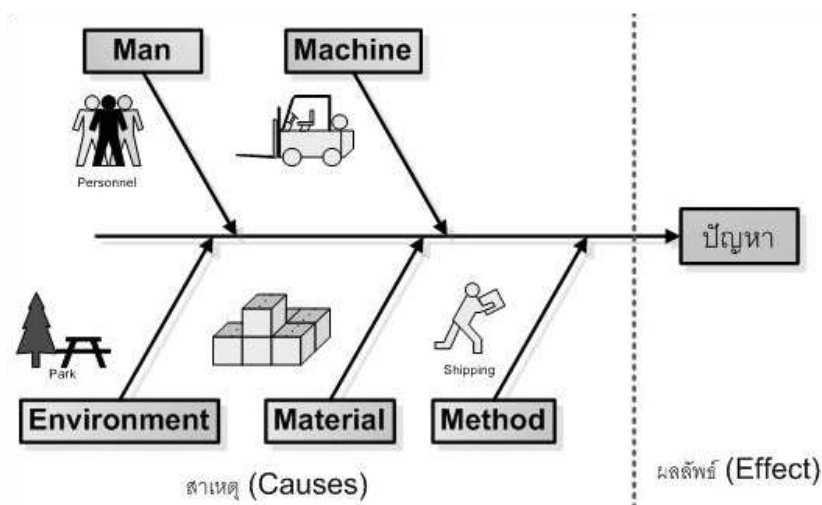 Man
Machine
Personnel
ปัญหา
Park
Shipping
Environment
Material
Method
สาเหตุ (Causes)
ผลลัพธ์ (Effect)